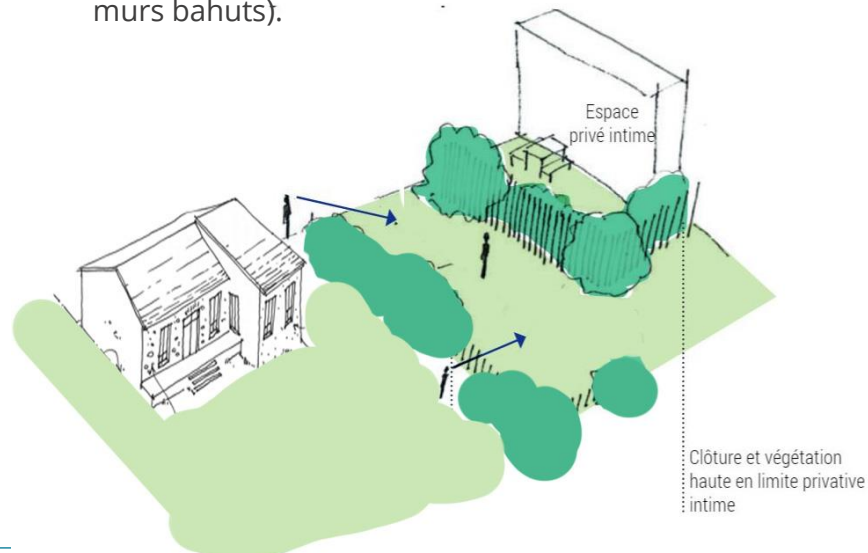 murs bahuts).
Espace
privé intime
Clôture et végétation
haute en limite privative
intime